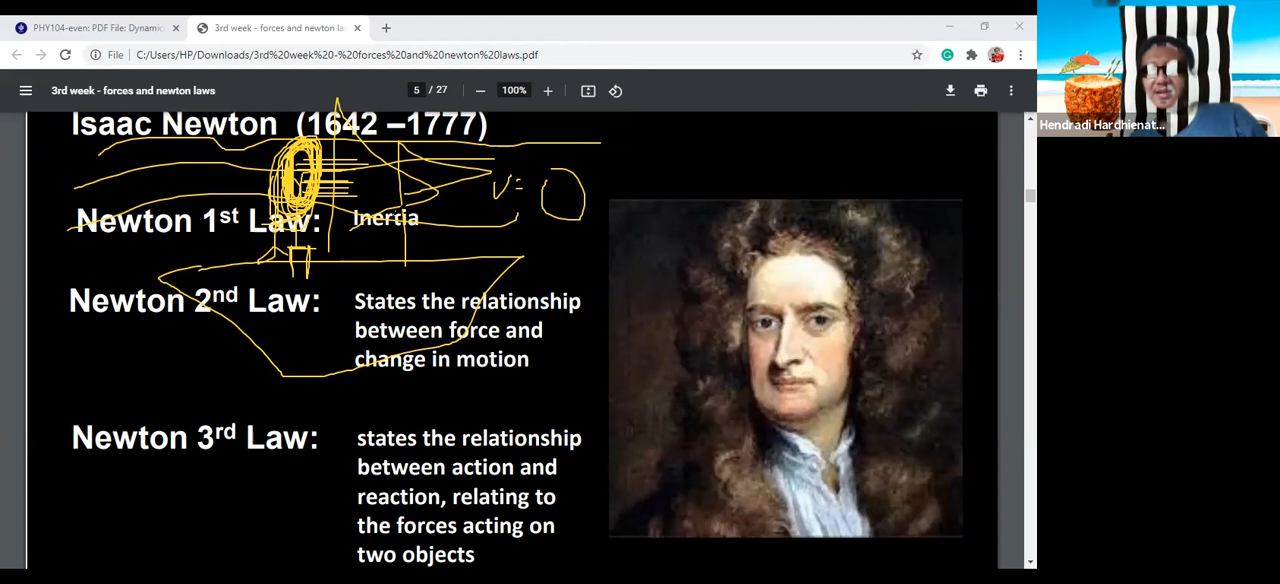 PHY104-even: PDF File: Dynamic
3rd week - forces and newton la
File
C:/Users/HP/Downloads/3rd%20week%20-%20forces%20and%20newton%20laws.pdf
3rd week - forces and newton laws
5 / 27
100%
Isaac Newton (1642 –1777)
V = 0
Newton 1st Law: Inertia
Newton 2nd Law: States the relationship
between force and
change in motion
Newton 3rd Law: states the relationship
between action and
reaction, relating to
the forces acting on
two objects
Hendradi Hardhienat...